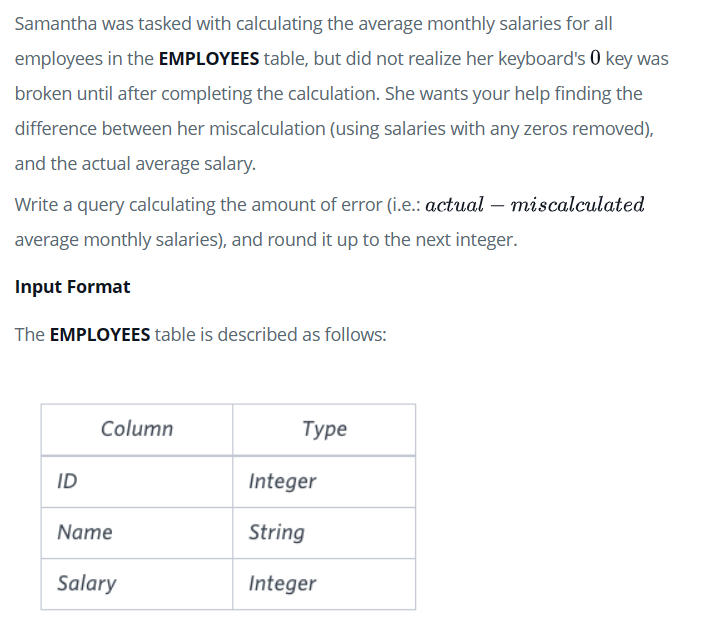 Samantha was tasked with calculating the average monthly salaries for all
employees in the EMPLOYEES table, but did not realize her keyboard's 0 key was
broken until after completing the calculation. She wants your help finding the
difference between her miscalculation (using salaries with any zeros removed),
and the actual average salary.
Write a query calculating the amount of error (i.e.: actual − miscalculated
average monthly salaries), and round it up to the next integer.
Input Format
The EMPLOYEES table is described as follows:
Column Type
ID Integer
Name String
Salary Integer